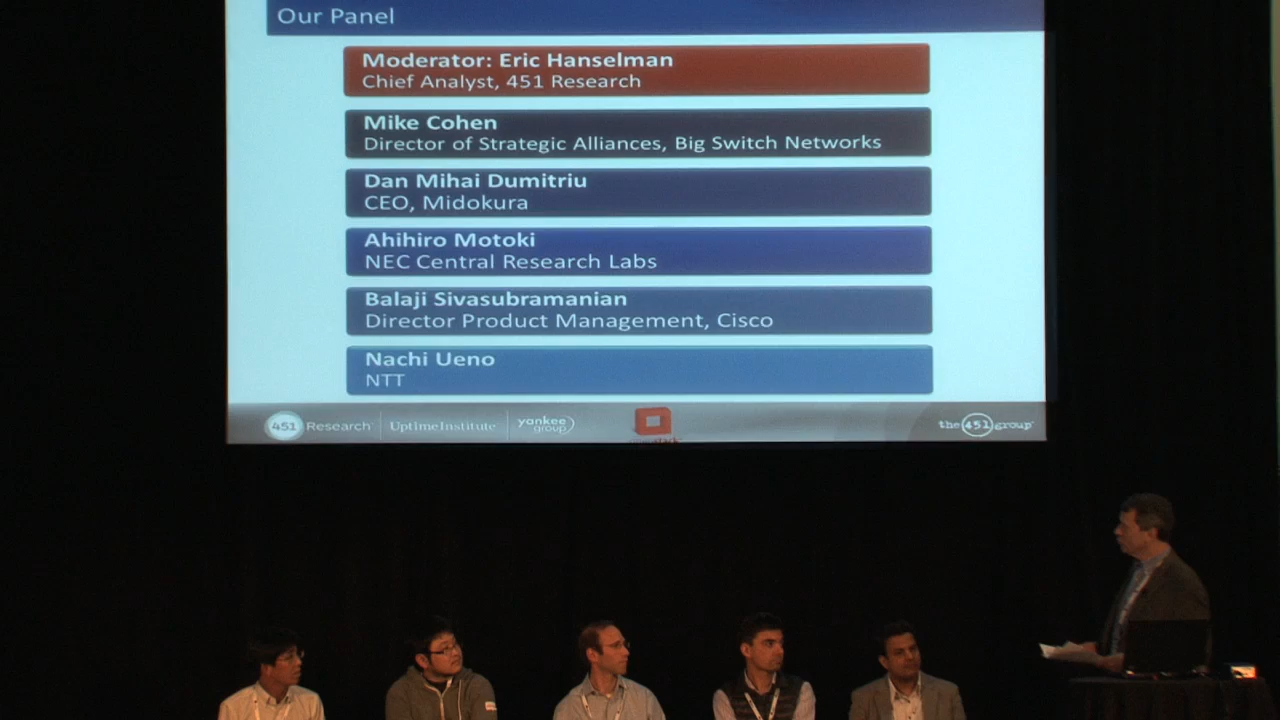 Our Panel
Moderator: Eric Hanselman
Chief Analyst, 451 Research
Mike Cohen
Director of Strategic Alliances, Big Switch Networks
Dan Mihai Dumitriu
CEO, Midokura
Ahihiro Motoki
NEC Central Research Labs
Balaji Sivasubramanian
Director Product Management, Cisco
Nachi Ueno
NTT
451 Research UptimeInstitute yankee group the 451 group